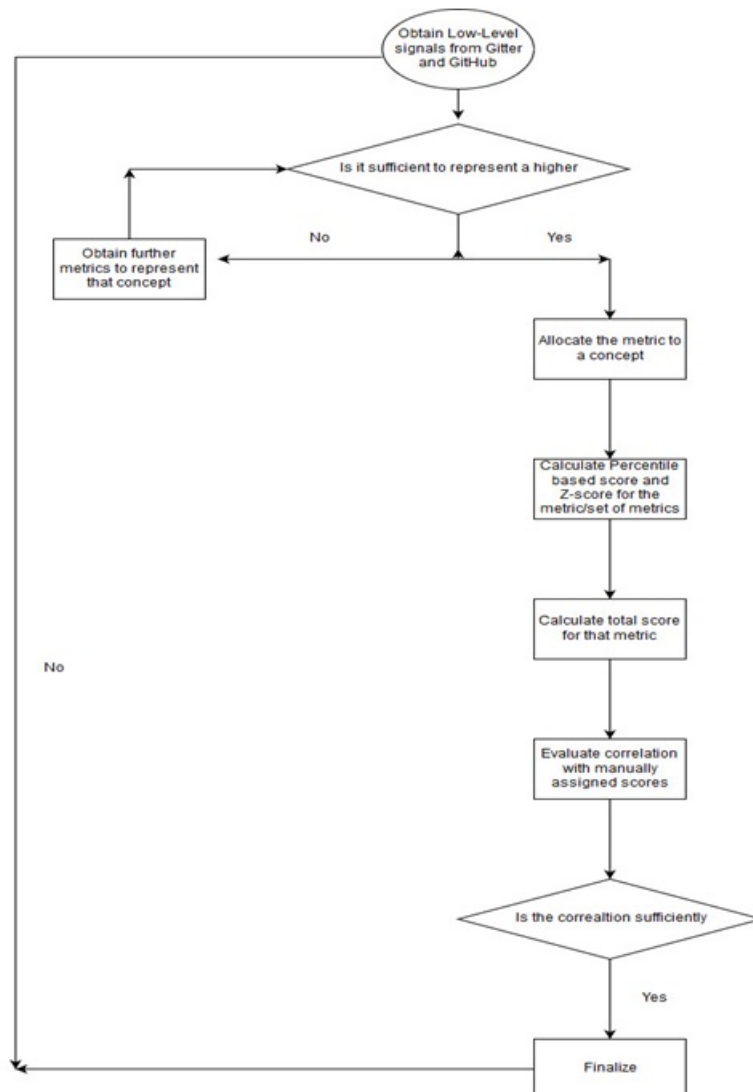 Obtain Low-Level
signals from Gitter
and GitHub
Is it sufficient to represent a higher
No
Yes
Obtain further
metrics to represent
that concept
Allocate the metric to
a concept
Calculate Percentile
based score and
Z-score for the
metric/set of metrics
Calculate total score
for that metric
No
Evaluate correlation
with manually
assigned scores
Is the correaltion sufficiently
Yes
Finalize